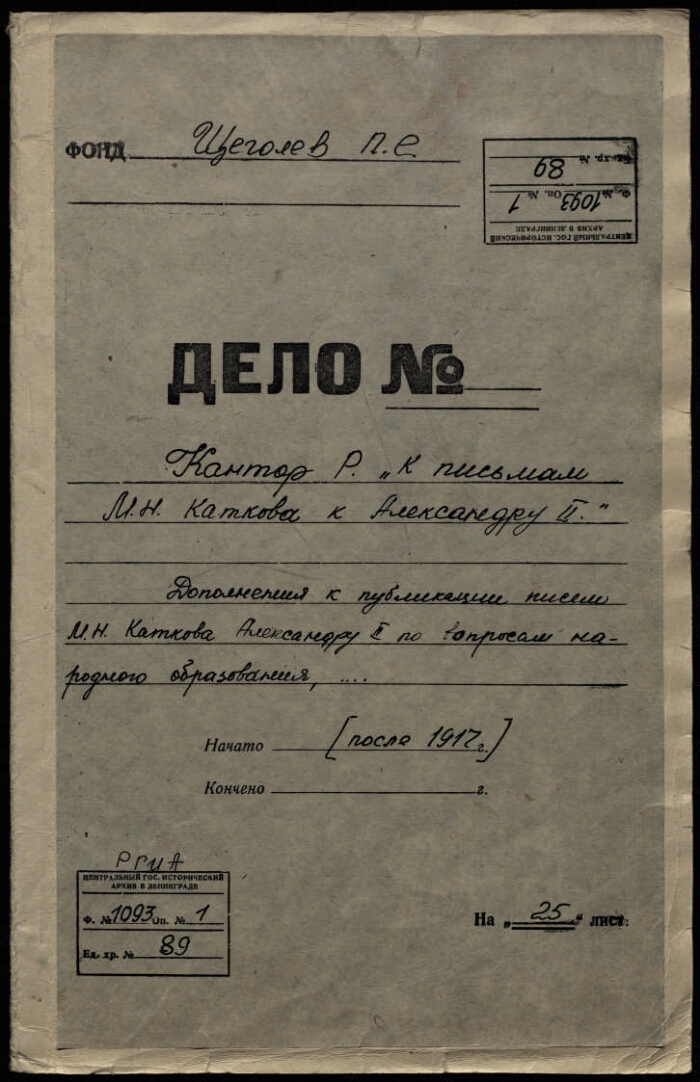 ФОНД Щеголев П. Е.
Ед. хр. № 89
Ф. № 1093 Оп. № 1
ЦЕНТРАЛЬНЫЙ ГОС. ИСТОРИЧЕСКИЙ
АРХИВ В ЛЕНИНГРАДЕ
ДЕЛО №
Кантор Р. „К письмам
М.Н. Каткова к Александру II."
Дополнения к публикации писем
М.Н. Каткова Александру II по вопросам на-
родного образования, ....
Начато [после 1917 г.]
Кончено г.
РГИА
ЦЕНТРАЛЬНЫЙ ГОС. ИСТОРИЧЕСКИЙ
АРХИВ В ЛЕНИНГРАДЕ
Ф. № 1093 Оп. № 1
Ед. хр. № 89
На „ 25 " лист.